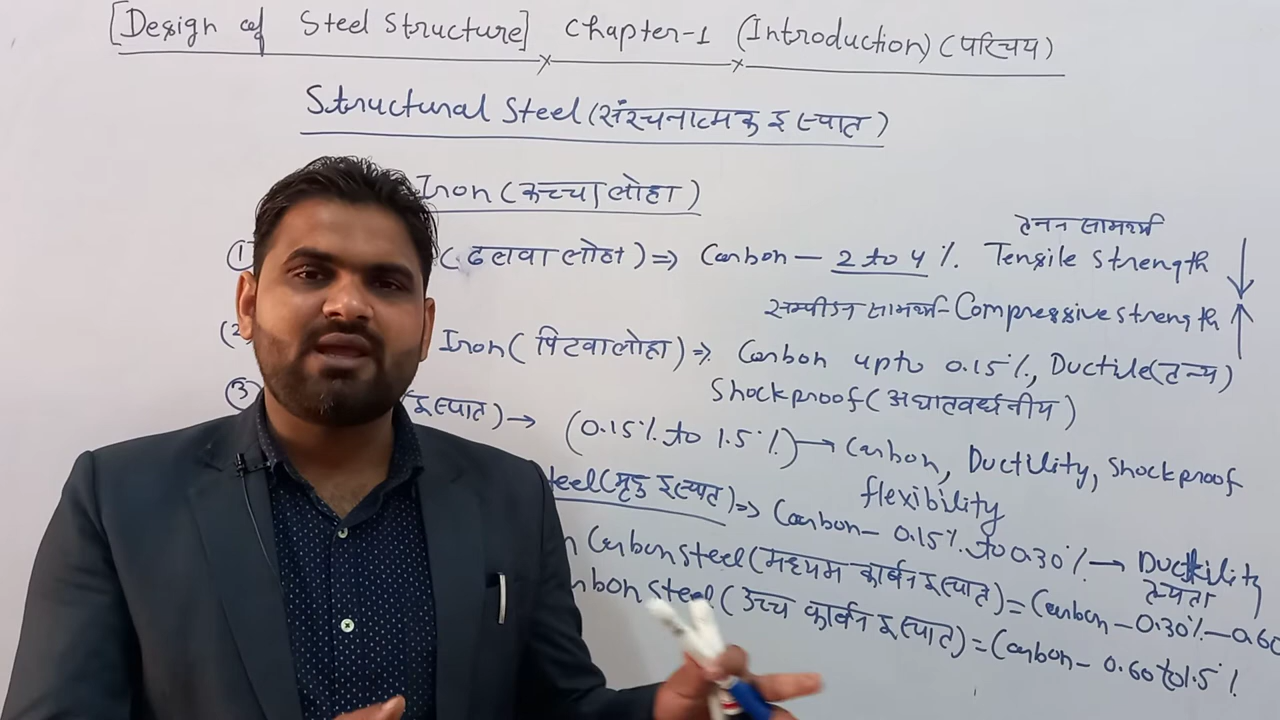 [Design of Steel Structure] Chapter-1 (Introduction) (परिचय)
Structural Steel (संरचनात्मक इस्पात)
Iron (कच्चा लोहा)
① (ढलवा लोहा) ⇒ Carbon — 2 to 4 %. Tensile Strength ↓
तनन सामर्थ्य
सम्पीडन सामर्थ्य - Compressive strength ↑
(2 Iron (पिटवा लोहा) ⇒ Carbon upto 0.15%, Ductile (तन्य)
Shockproof (अघातवर्धनीय)
③ (इस्पात) → (0.15% to 1.5%) → Carbon, Ductility, Shockproof
flexibility
teel (मृदु इस्पात) ⇒ Carbon - 0.15% to 0.30% → Ductility
तन्यता
Carbon steel (मध्यम कार्बन इस्पात) = Carbon - 0.30% - 0.60
rbon steel (उच्च कार्बन इस्पात) = Carbon - 0.60 to 1.5 %